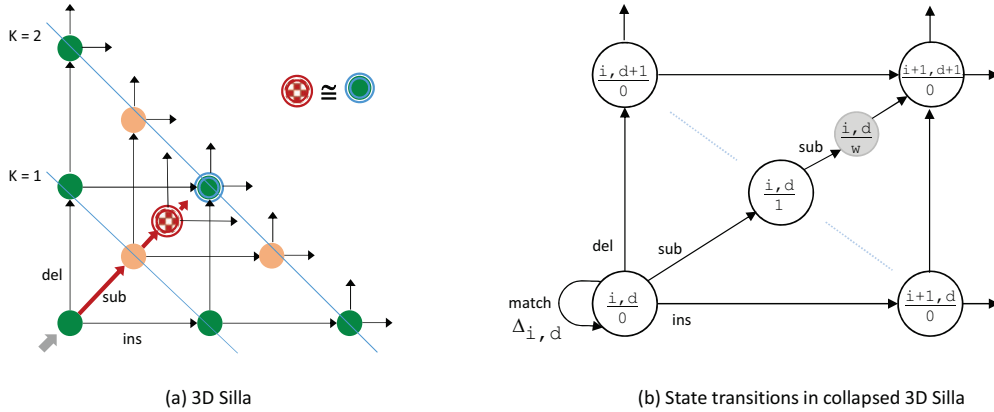 K = 2
≅
K = 1
del
sub
ins
(a) 3D Silla
i,d+1
0
i+1,d+1
0
i,d
w
sub
i,d
1
del
sub
match
Δi,d
i,d
0
ins
i+1,d
0
(b) State transitions in collapsed 3D Silla